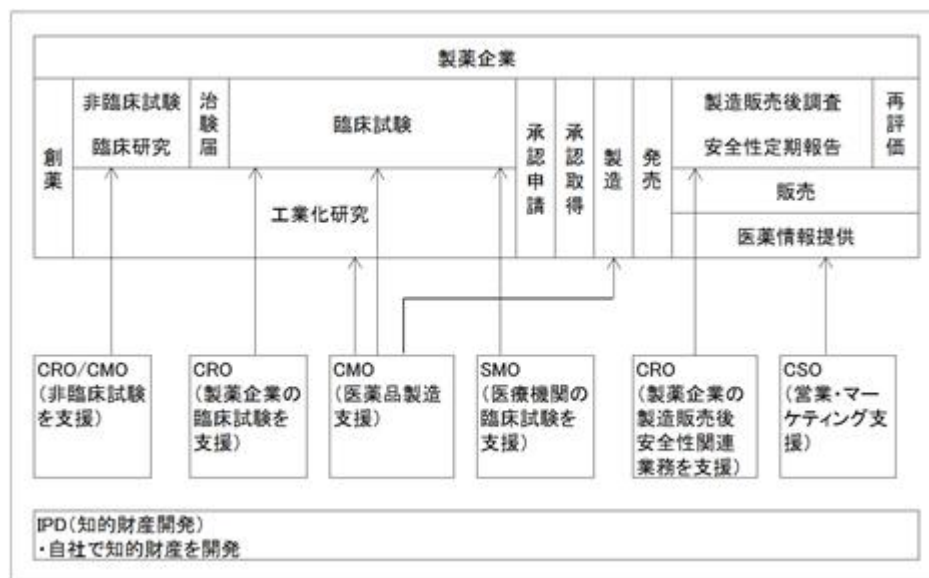 製薬企業
創薬
非臨床試験
臨床研究
治験届
臨床試験
工業化研究
承認申請
承認取得
製造
発売
製造販売後調査
安全性定期報告
再評価
販売
医薬情報提供
CRO/CMO
(非臨床試験
を支援)
CRO
(製薬企業の
臨床試験を
支援)
CMO
(医薬品製造
支援)
SMO
(医療機関の
臨床試験を
支援)
CRO
(製薬企業の
製造販売後
安全性関連
業務を支援)
CSO
(営業・マー
ケティング支
援)
IPD(知的財産開発)
・自社で知的財産を開発